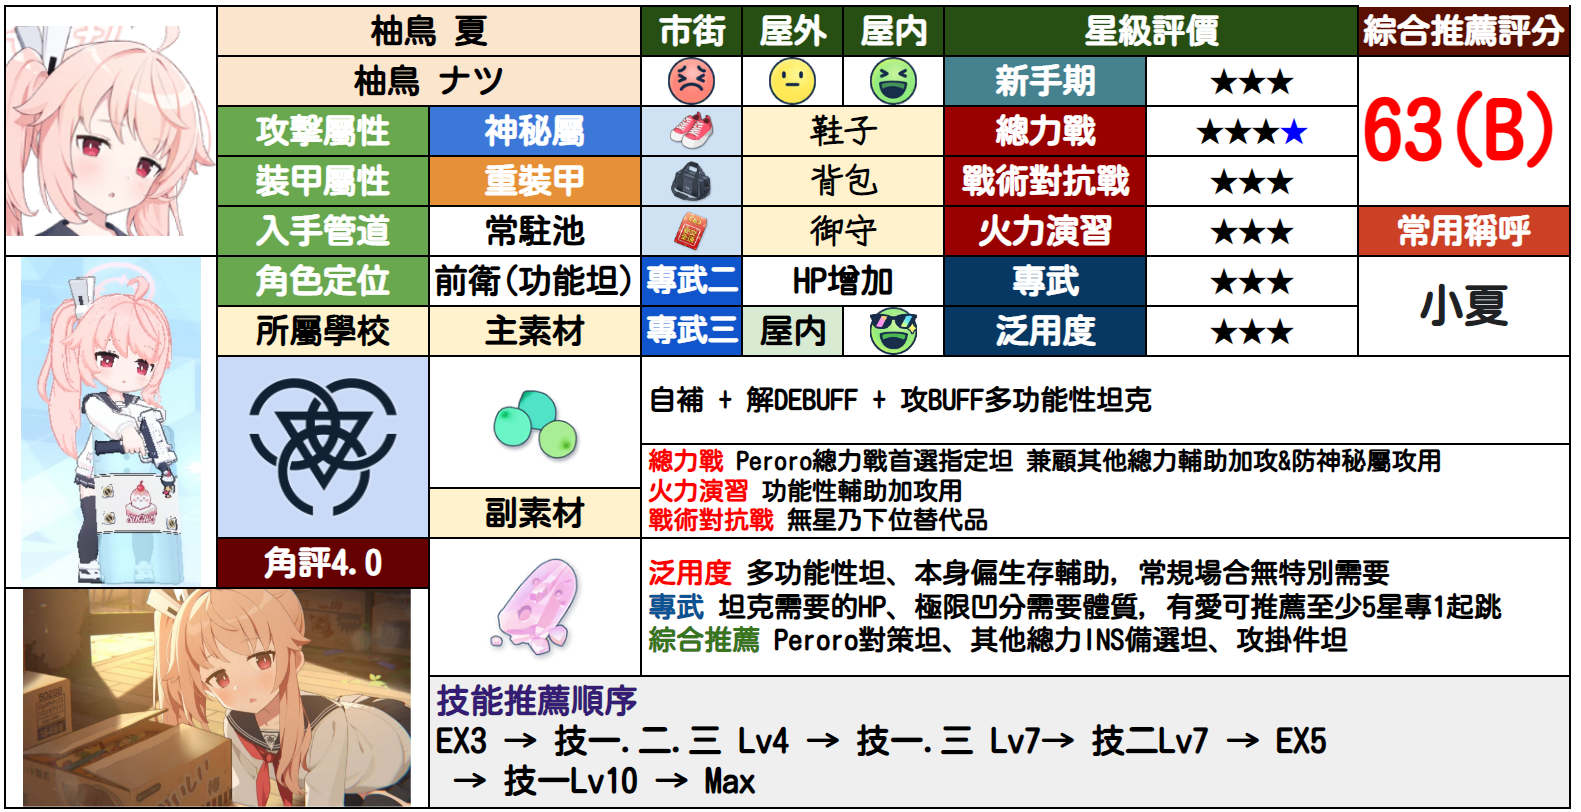 柚鳥 夏
市街
屋外
屋内
星級評價
綜合推薦評分
柚鳥 ナツ
新手期
★★★
63(B)
攻擊屬性
神秘屬
鞋子
總力戰
★★★★
裝甲屬性
重裝甲
背包
戰術對抗戰
★★★
入手管道
常駐池
御守
火力演習
★★★
常用稱呼
角色定位
前衛(功能坦)
專武二
HP增加
專武
★★★
小夏
所屬學校
主素材
專武三
屋内
泛用度
★★★
自補 + 解DEBUFF + 攻BUFF多功能性坦克
總力戰 Peroro總力戰首選指定坦 兼顧其他總力輔助加攻&防神秘屬攻用
火力演習 功能性輔助加攻用
戰術對抗戰 無星乃下位替代品
副素材
角評4.0
泛用度 多功能性坦、本身偏生存輔助, 常規場合無特別需要
專武 坦克需要的HP、極限凹分需要體質, 有愛可推薦至少5星專1起跳
綜合推薦 Peroro對策坦、其他總力INS備選坦、攻掛件坦
技能推薦順序
EX3 → 技一.二.三 Lv4 → 技一.三 Lv7→ 技二Lv7 → EX5
→ 技一Lv10 → Max